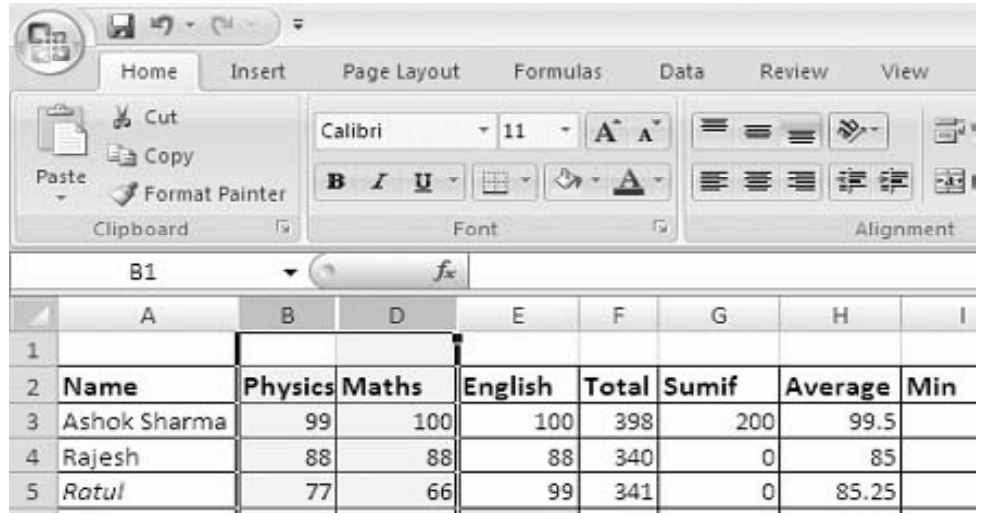 Home Insert Page Layout Formulas Data Review View
Cut
Copy
Paste
Format Painter
Calibri 11 A A
B I U A
Clipboard Font Alignment
B1 fx
A B D E F G H I
1
2 Name Physics Maths English Total Sumif Average Min
3 Ashok Sharma 99 100 100 398 200 99.5
4 Rajesh 88 88 88 340 0 85
5 Ratul 77 66 99 341 0 85.25